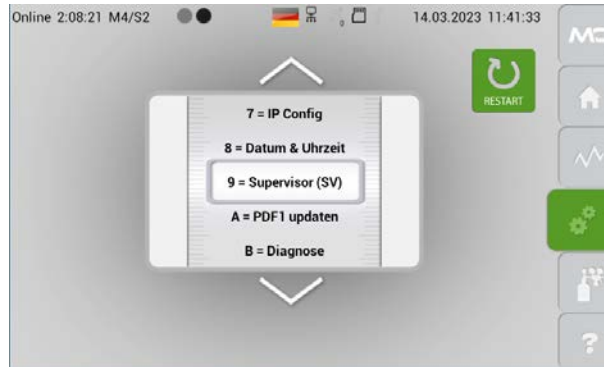 Online 2:08:21 M4/S2
14.03.2023 11:41:33
RESTART
7 = IP Config
8 = Datum & Uhrzeit
9 = Supervisor (SV)
A = PDF1 updaten
B = Diagnose
?